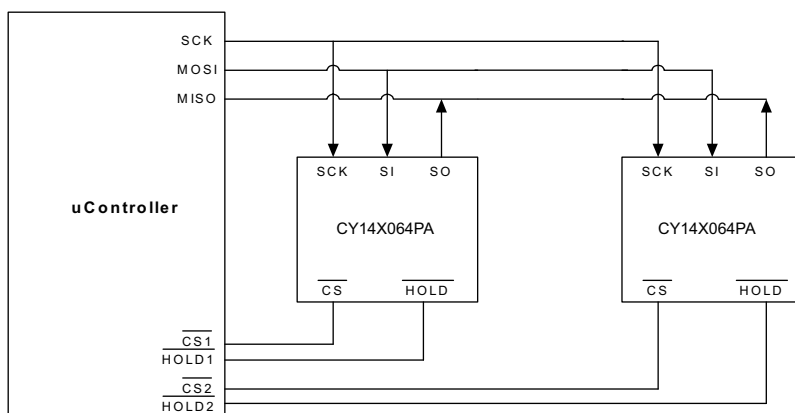 SCK
MOSI
MISO
SCK SI SO
SCK SI SO
uController
CY14X064PA
CY14X064PA
CS HOLD
CS HOLD
CS1
HOLD1
CS2
HOLD2